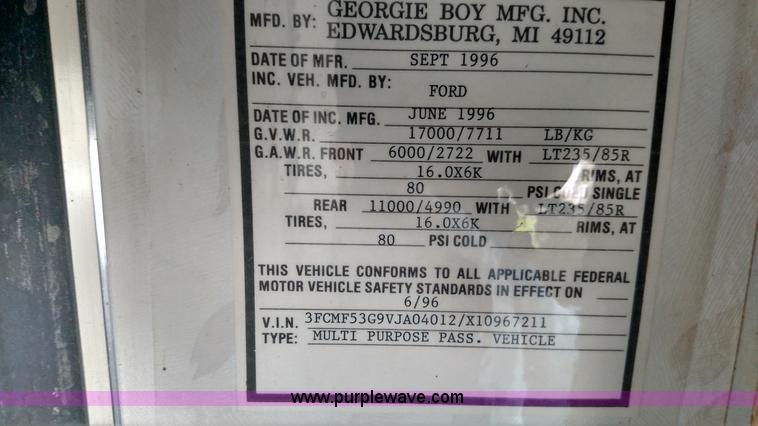 MFD. BY: GEORGIE BOY MFG. INC.
EDWARDSBURG, MI 49112
DATE OF MFR. SEPT 1996
INC. VEH. MFD. BY: FORD
DATE OF INC. MFG. JUNE 1996
G.V.W.R. 17000/7711 LB/KG
G.A.W.R. FRONT 6000/2722 WITH LT235/85R
TIRES, 16.0X6K RIMS, AT
80 PSI COLD SINGLE
REAR 11000/4990 WITH LT235/85R
TIRES, 16.0X6K RIMS, AT
80 PSI COLD
THIS VEHICLE CONFORMS TO ALL APPLICABLE FEDERAL
MOTOR VEHICLE SAFETY STANDARDS IN EFFECT ON
6/96
V.I.N. 3FCMF53G9VJA04012/X10967211
TYPE: MULTI PURPOSE PASS. VEHICLE
www.purplewave.com